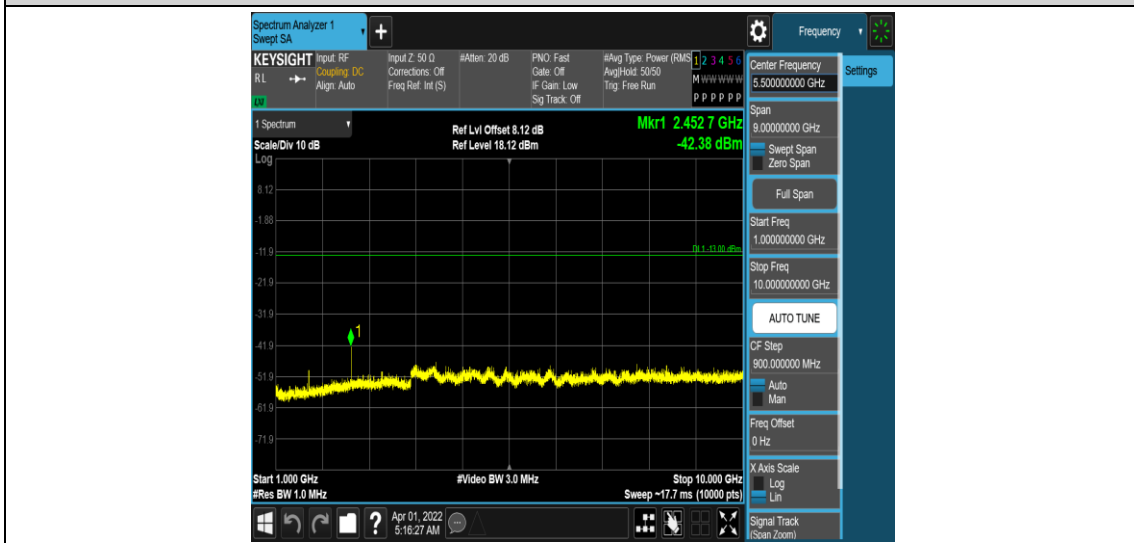 Spectrum Analyzer 1
Swept SA
+
Frequency
KEYSIGHT
RL
LXI
Input: RF
Coupling: DC
Align: Auto
Input Z: 50 Ω
Corrections: Off
Freq Ref: Int (S)
#Atten: 20 dB
PNO: Fast
Gate: Off
IF Gain: Low
Sig Track: Off
#Avg Type: Power (RMS
Avg|Hold: 50/50
Trig: Free Run
1 2 3 4 5 6
M W W W W W
P P P P P P
1 Spectrum
Scale/Div 10 dB
Log
Ref Lvl Offset 8.12 dB
Ref Level 18.12 dBm
Mkr1 2.452 7 GHz
-42.38 dBm
8.12
-1.88
-11.9
DL1 -13.00 dBm
-21.9
-31.9
1
-41.9
-51.9
-61.9
-71.9
Start 1.000 GHz
#Res BW 1.0 MHz
#Video BW 3.0 MHz
Stop 10.000 GHz
Sweep ~17.7 ms (10000 pts)
?
Apr 01, 2022
5:16:27 AM
Settings
Center Frequency
5.500000000 GHz
Span
9.00000000 GHz
Swept Span
Zero Span
Full Span
Start Freq
1.000000000 GHz
Stop Freq
10.000000000 GHz
AUTO TUNE
CF Step
900.000000 MHz
Auto
Man
Freq Offset
0 Hz
X Axis Scale
Log
Lin
Signal Track
(Span Zoom)